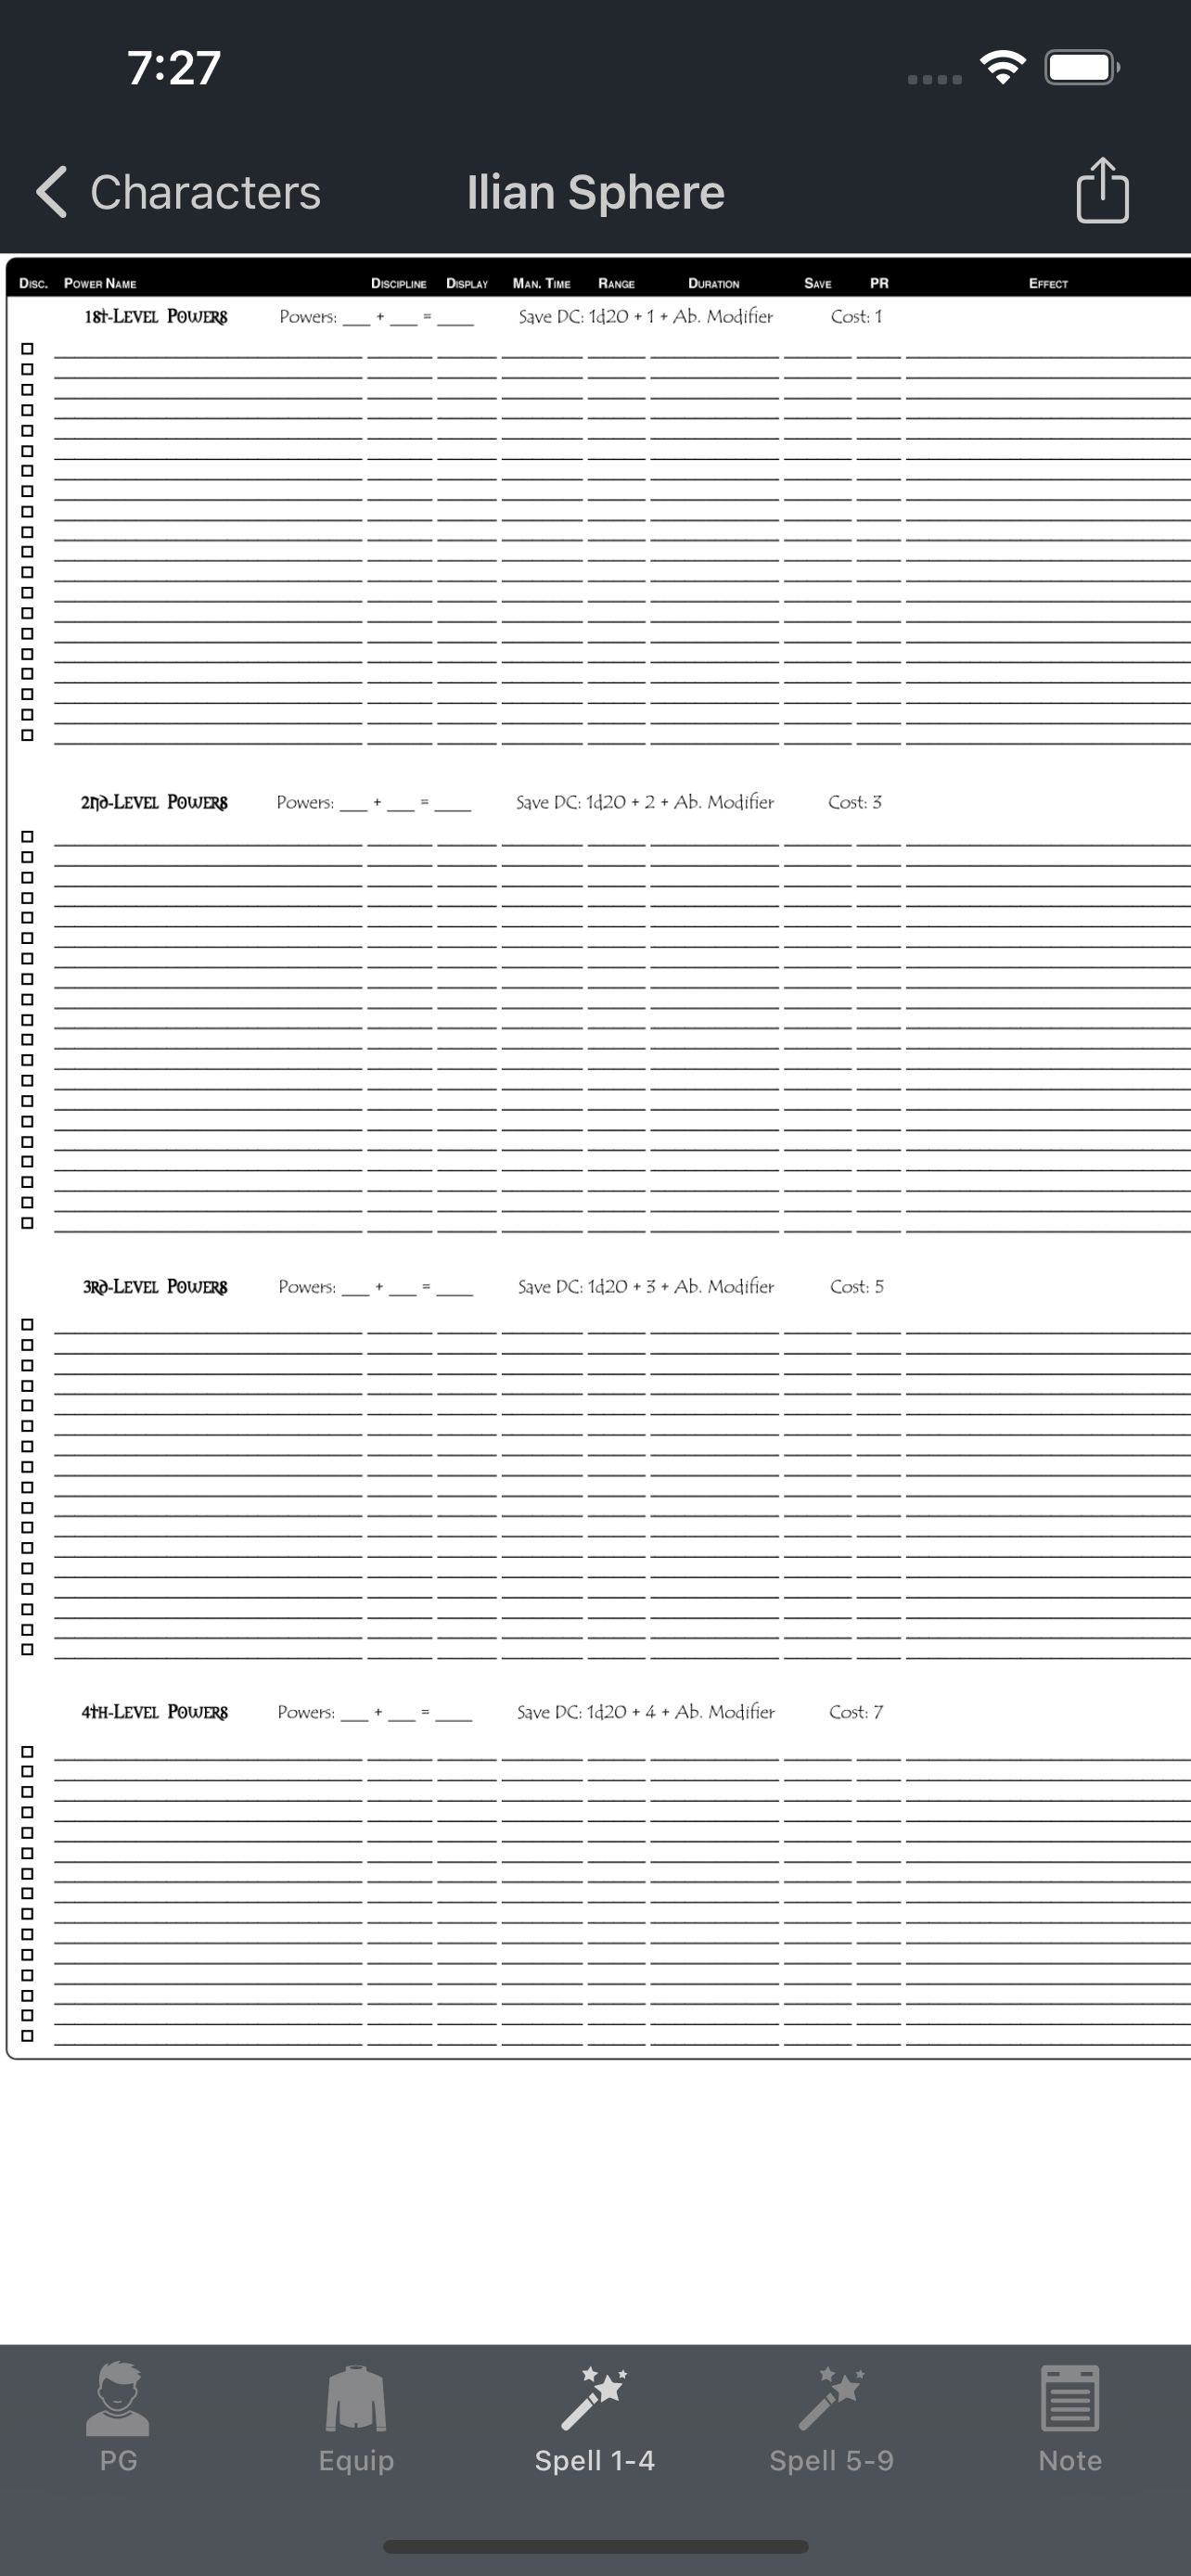 7:27
Characters
Ilian Sphere
Disc. Power Name Discipline Display Man. Time Range Duration Save PR Effect
1st-Level Powers Powers: ___ + ___ = ____ Save DC: 1d20 + 1 + Ab. Modifier Cost: 1
2nd-Level Powers Powers: ___ + ___ = ____ Save DC: 1d20 + 2 + Ab. Modifier Cost: 3
3rd-Level Powers Powers: ___ + ___ = ____ Save DC: 1d20 + 3 + Ab. Modifier Cost: 5
4th-Level Powers Powers: ___ + ___ = ____ Save DC: 1d20 + 4 + Ab. Modifier Cost: 7
PG Equip Spell 1-4 Spell 5-9 Note